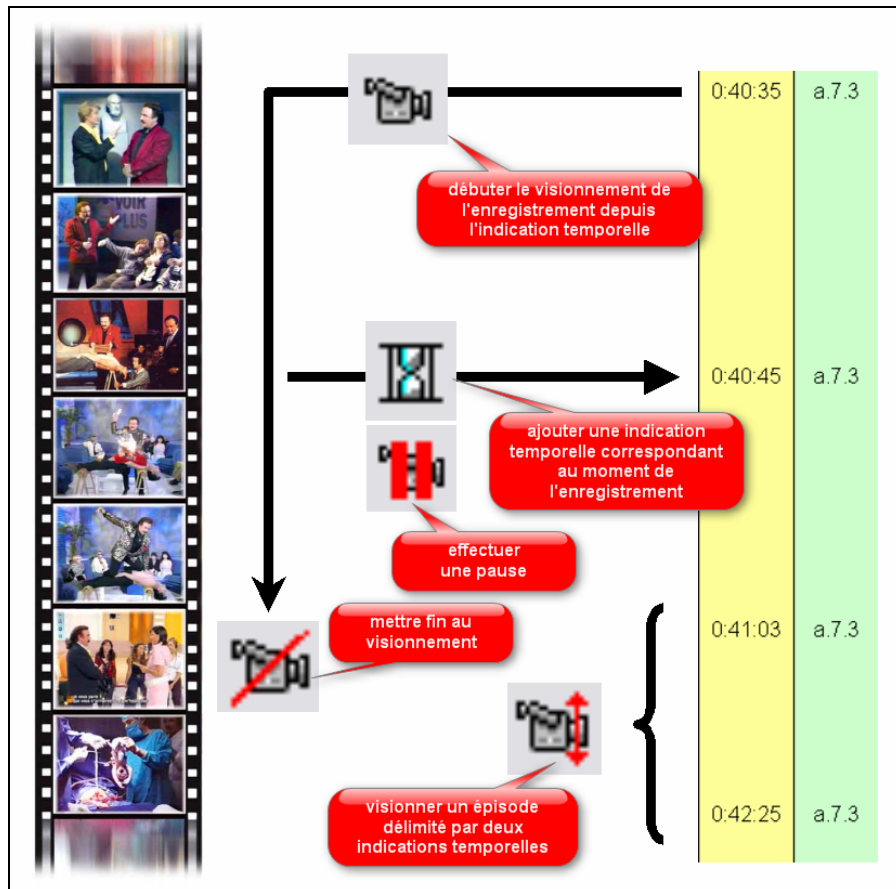 0:40:35 a.7.3
débuter le visionnement de
l'enregistrement depuis
l'indication temporelle
VOIR
PLUS
0:40:45 a.7.3
ajouter une indication
temporelle correspondant
au moment de
l'enregistrement
effectuer
une pause
mettre fin au
visionnement
0:41:03 a.7.3
visionner un épisode
délimité par deux
indications temporelles
0:42:25 a.7.3